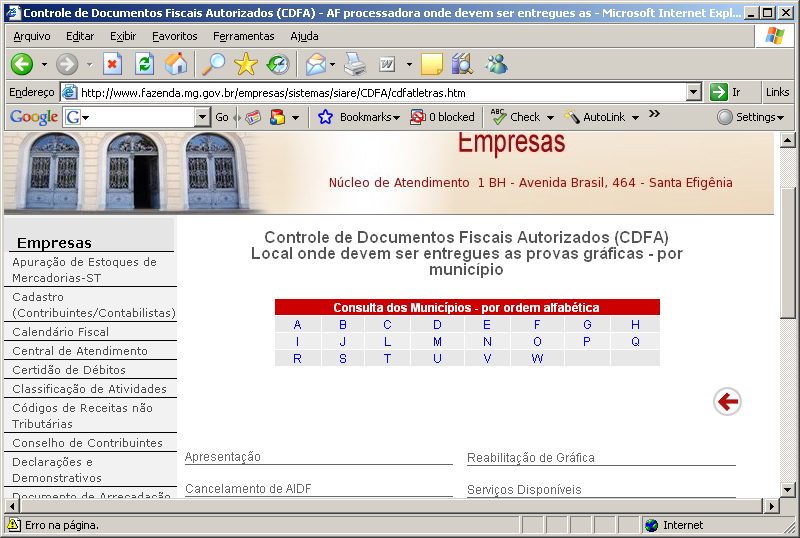 Controle de Documentos Fiscais Autorizados (CDFA) - AF processadora onde devem ser entregues as - Microsoft Internet Expl...
Arquivo Editar Exibir Favoritos Ferramentas Ajuda
Endereço http://www.fazenda.mg.gov.br/empresas/sistemas/siare/CDFA/cdfatletras.htm Ir Links
Google G Go Bookmarks 0 blocked ABC Check AutoLink » Settings
Empresas
Núcleo de Atendimento 1 BH - Avenida Brasil, 464 - Santa Efigênia
Empresas
Apuração de Estoques de
Mercadorias-ST
Cadastro
(Contribuintes/Contabilistas)
Calendário Fiscal
Central de Atendimento
Certidão de Débitos
Classificação de Atividades
Códigos de Receitas não
Tributárias
Conselho de Contribuintes
Declarações e
Demonstrativos
Documento de Arrecadação
Controle de Documentos Fiscais Autorizados (CDFA)
Local onde devem ser entregues as provas gráficas - por
município
Consulta dos Municípios - por ordem alfabética
A B C D E F G H
I J L M N O P Q
R S T U V W
Apresentação Reabilitação de Gráfica
Cancelamento de AIDF Serviços Disponíveis
Erro na página. Internet